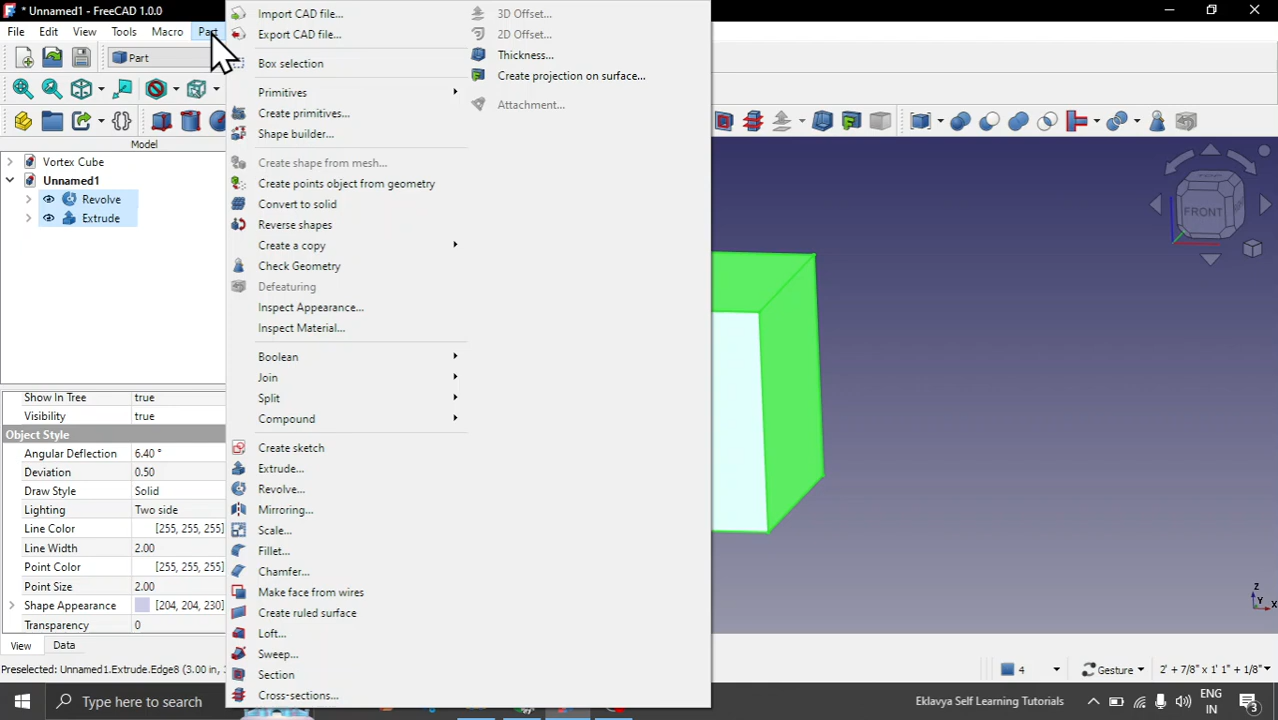 * Unnamed1 - FreeCAD 1.0.0
File Edit View Tools Macro Part
Part
Model
Vortex Cube
Unnamed1
Revolve
Extrude
Show In Tree true
Visibility true
Object Style
Angular Deflection 6.40 °
Deviation 0.50
Draw Style Solid
Lighting Two side
Line Color [255, 255, 255]
Line Width 2.00
Point Color [255, 255, 255]
Point Size 2.00
Shape Appearance [204, 204, 230]
Transparency 0
View Data
Preselected: Unnamed1.Extrude.Edge8 (3.00 in,
Import CAD file...
Export CAD file...
Box selection
Primitives
Create primitives...
Shape builder...
Create shape from mesh...
Create points object from geometry
Convert to solid
Reverse shapes
Create a copy
Check Geometry
Defeaturing
Inspect Appearance...
Inspect Material...
Boolean
Join
Split
Compound
Create sketch
Extrude...
Revolve...
Mirroring...
Scale...
Fillet...
Chamfer...
Make face from wires
Create ruled surface
Loft...
Sweep...
Section
Cross-sections...
3D Offset...
2D Offset...
Thickness...
Create projection on surface...
Attachment...
FRONT
Z
Y
X
4 Gesture 2' + 7/8" x 1' 1" + 1/8"
Type here to search
Eklavya Self Learning Tutorials
ENG
IN
3